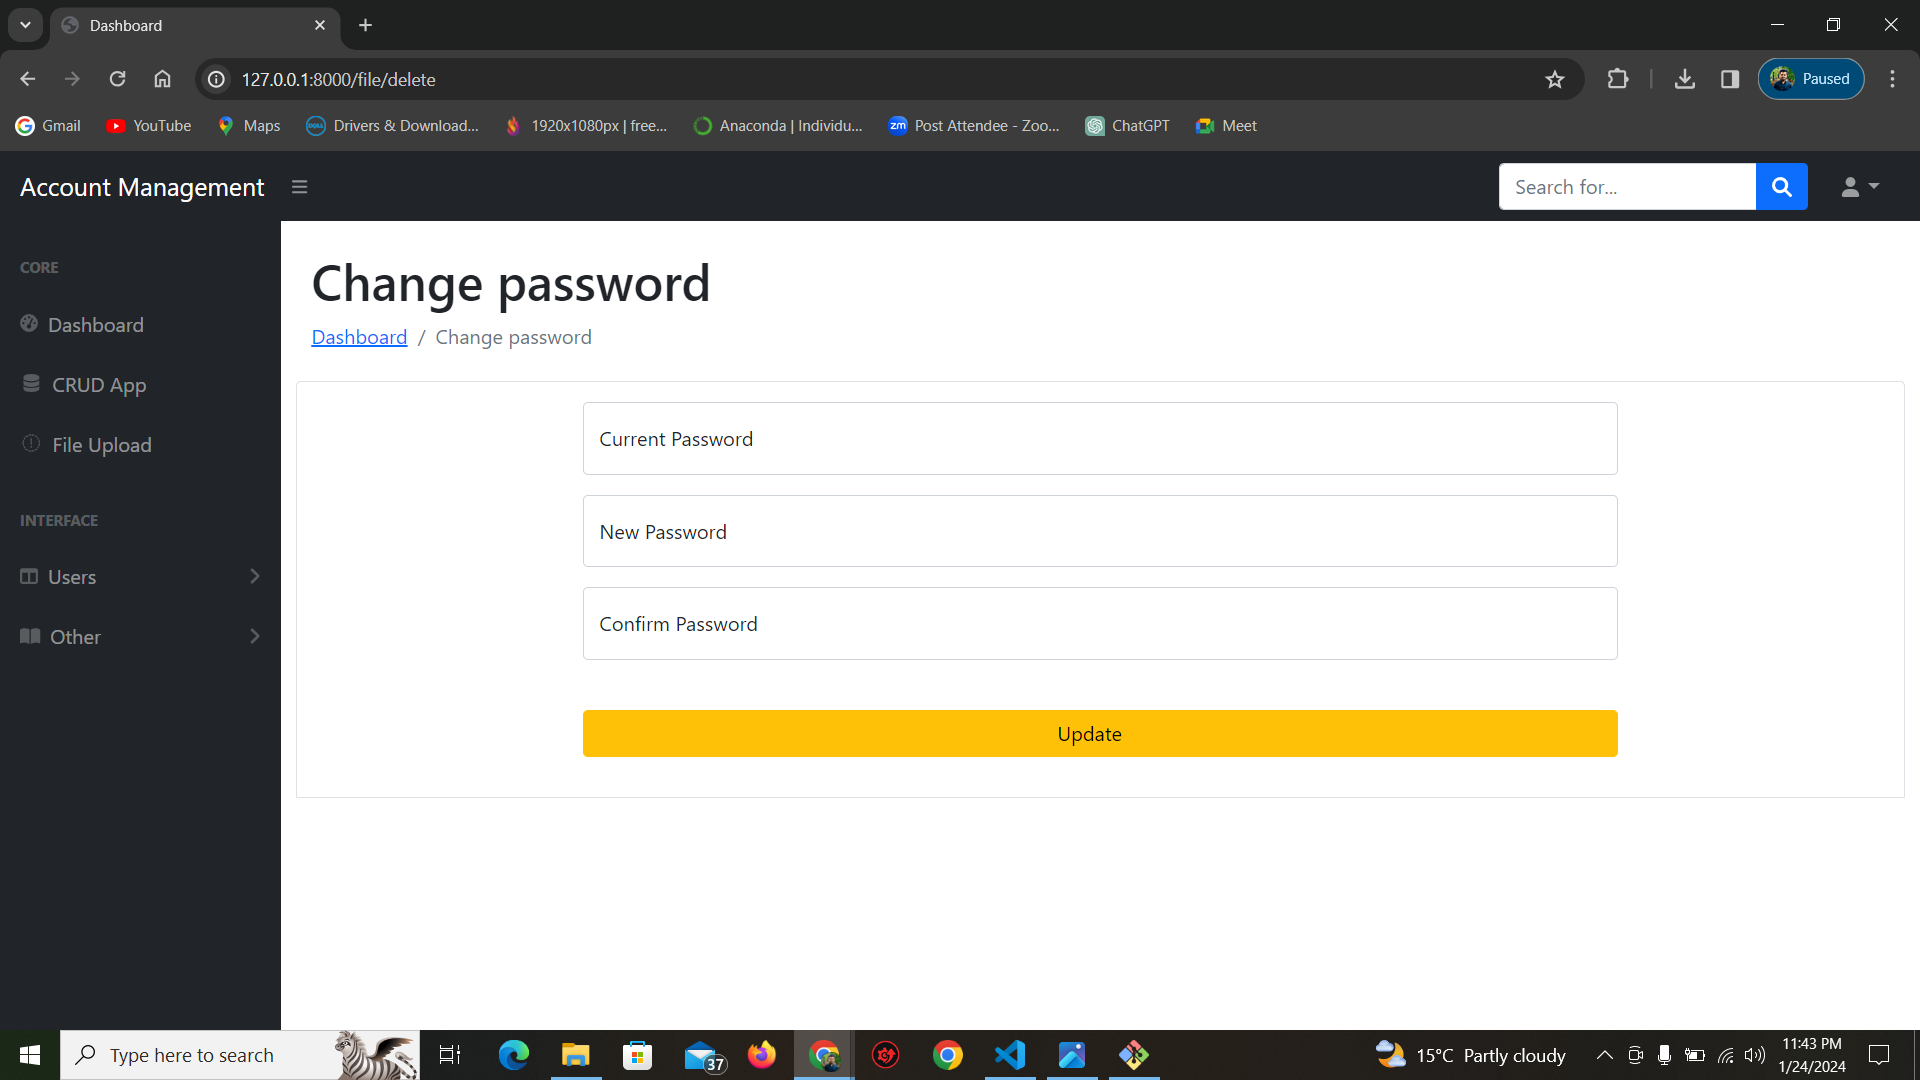 Dashboard
127.0.0.1:8000/file/delete
Paused
Gmail
YouTube
Maps
Drivers & Download...
1920x1080px | free...
Anaconda | Individu...
zm
Post Attendee - Zoo...
ChatGPT
Meet
Account Management
Search for...
CORE
Dashboard
CRUD App
File Upload
INTERFACE
Users
Other
Change password
Dashboard / Change password
Current Password
New Password
Confirm Password
Update
Type here to search
37
15°C Partly cloudy
11:43 PM
1/24/2024